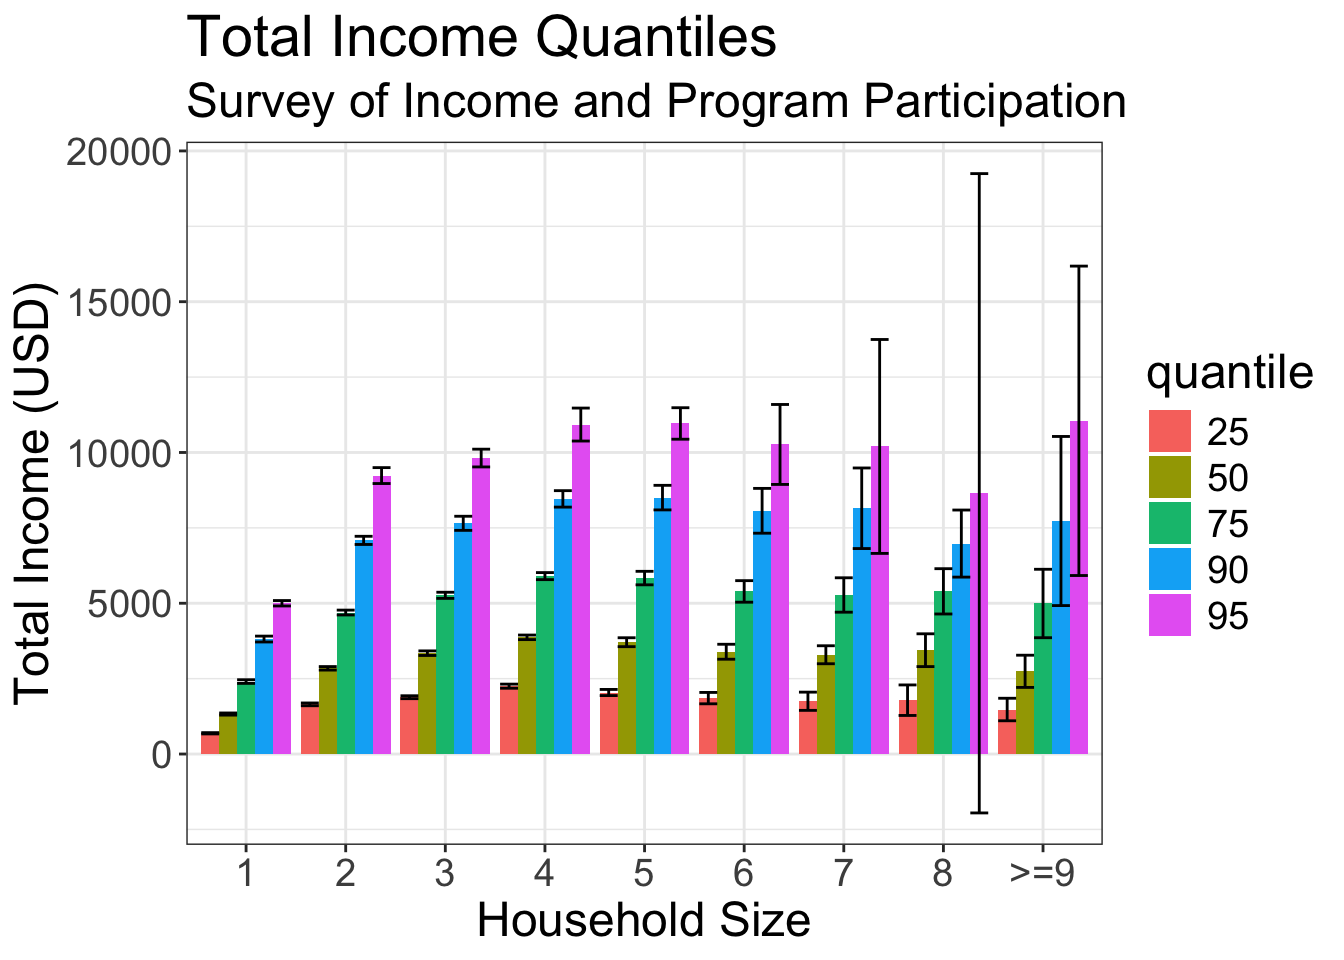 Total Income Quantiles
Survey of Income and Program Participation
Total Income (USD)
20000
15000
10000
5000
0
1 2 3 4 5 6 7 8 >=9
Household Size
quantile
25
50
75
90
95